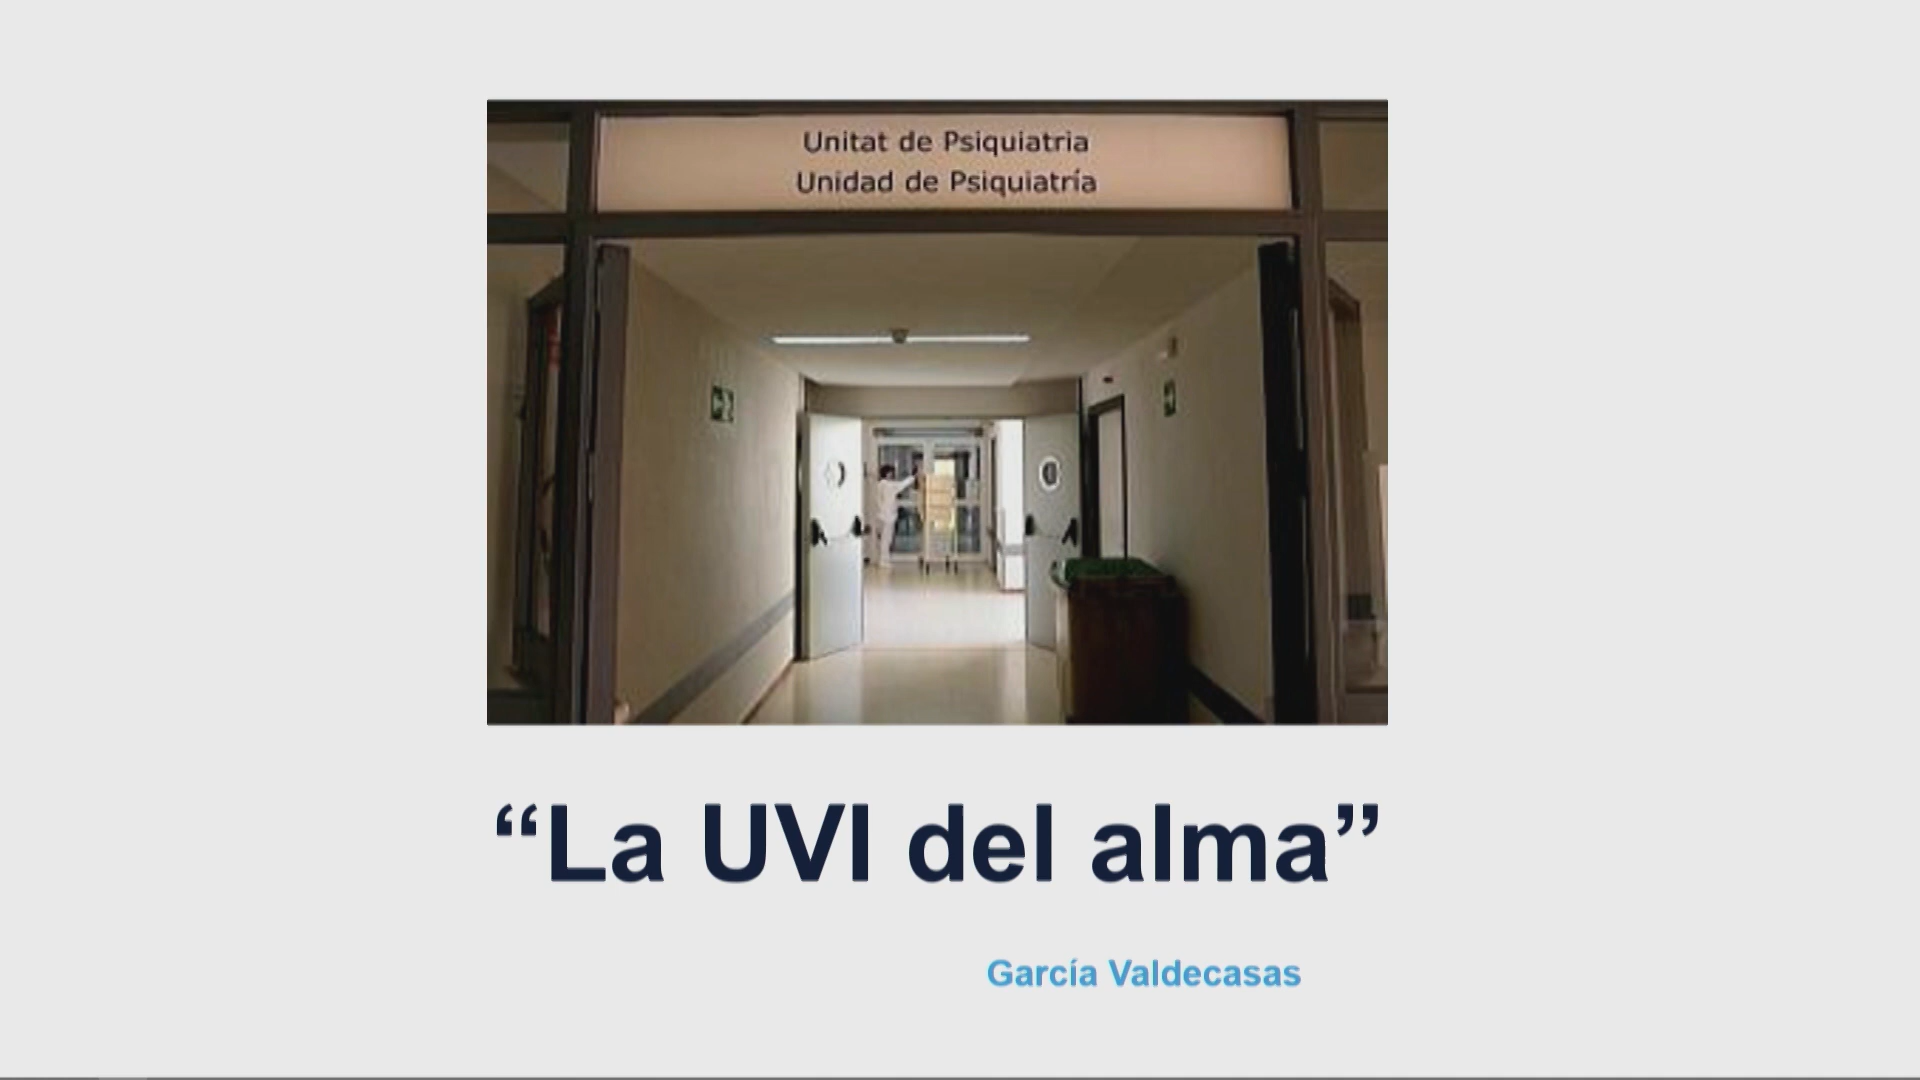 Unitat de Psiquiatria
Unidad de Psiquiatría
“La UVI del alma”
García Valdecasas